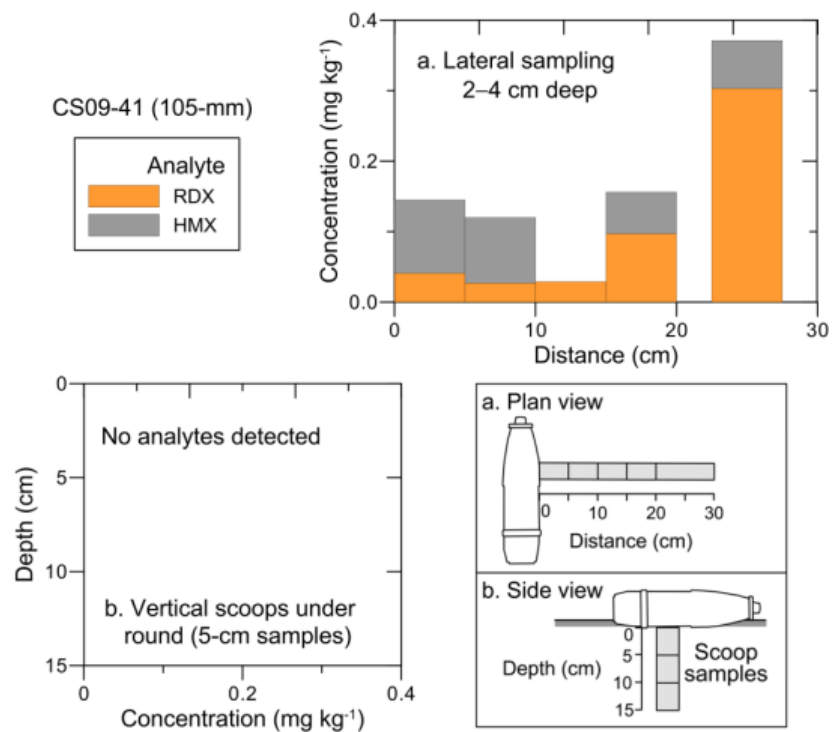 CS09-41 (105-mm)
Analyte
RDX
HMX
Concentration (mg kg⁻¹)
0.4
0.2
0.0
a. Lateral sampling
2–4 cm deep
0 10 20 30
Distance (cm)
Depth (cm)
0
5
10
15
No analytes detected
b. Vertical scoops under
round (5-cm samples)
0 0.2 0.4
Concentration (mg kg⁻¹)
a. Plan view
0 10 20 30
Distance (cm)
b. Side view
Depth (cm)
0
5
10
15
Scoop
samples